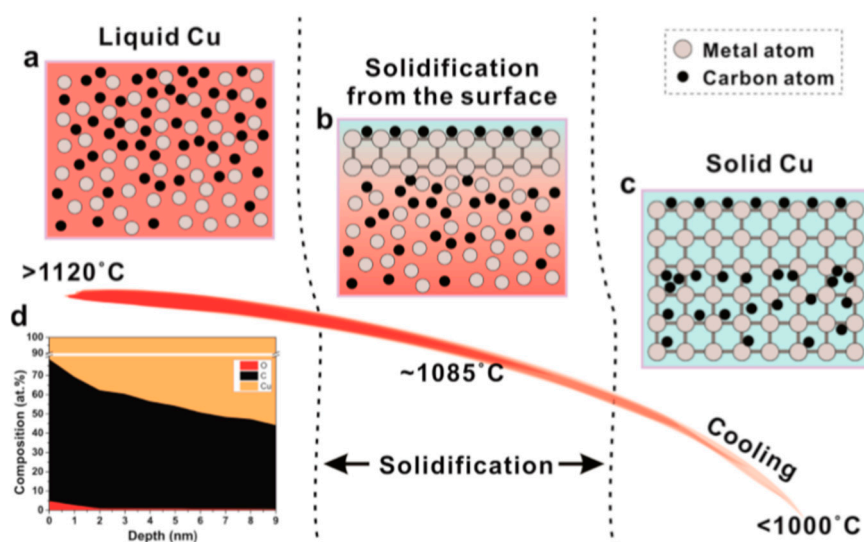 Liquid Cu
a
Solidification
from the surface
b
Metal atom
Carbon atom
Solid Cu
c
>1120°C
~1085°C
<1000°C
Cooling
Solidification
d
Composition (at.%)
100
90
70
60
50
40
30
20
10
0
O
C
Cu
0 1 2 3 4 5 6 7 8 9
Depth (nm)